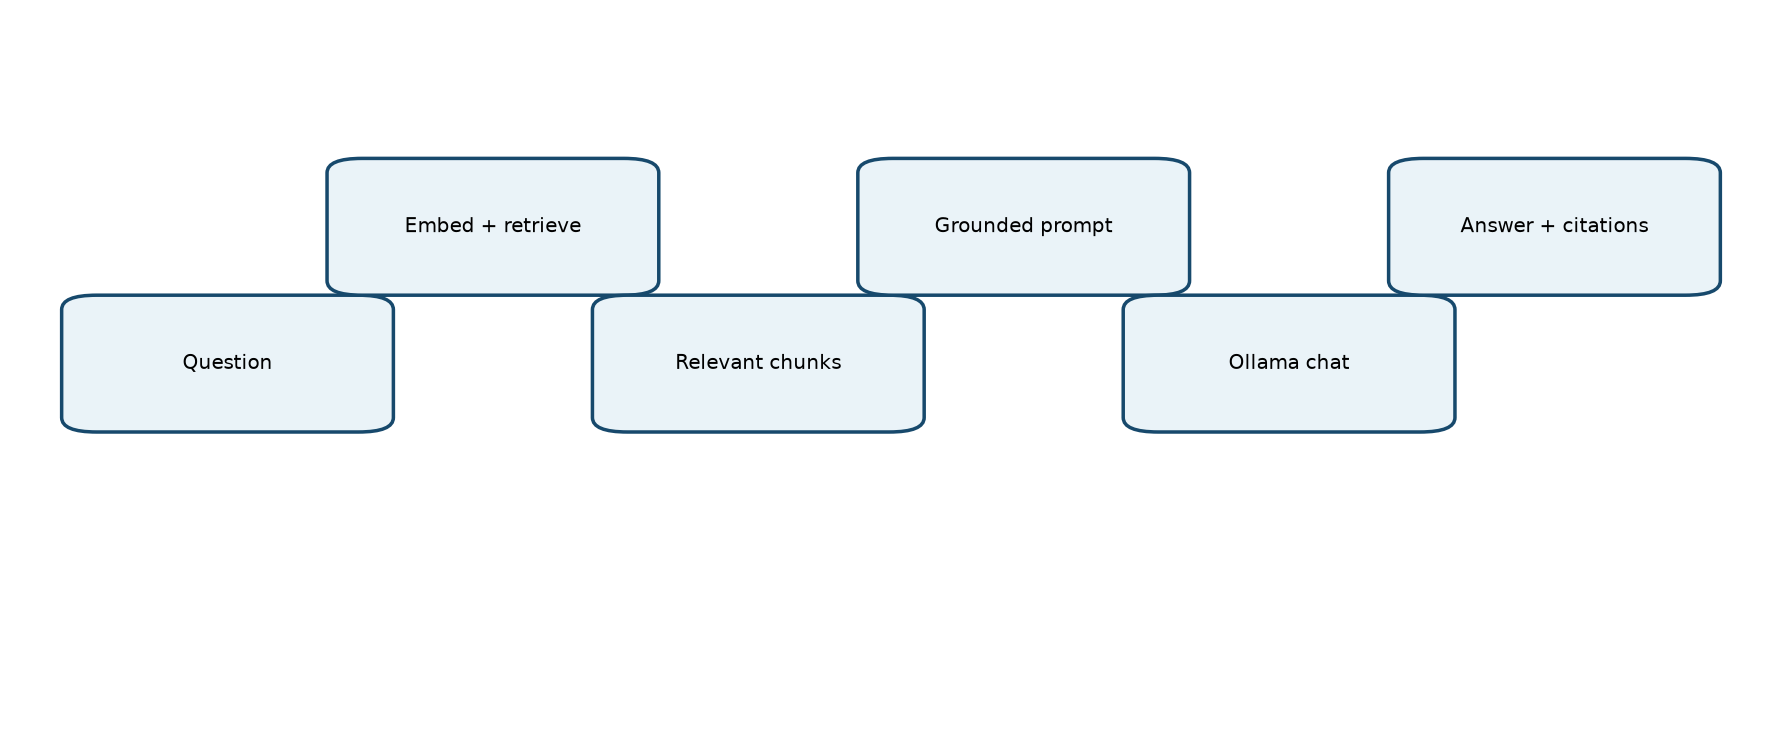 Question
Embed + retrieve
Relevant chunks
Grounded prompt
Ollama chat
Answer + citations